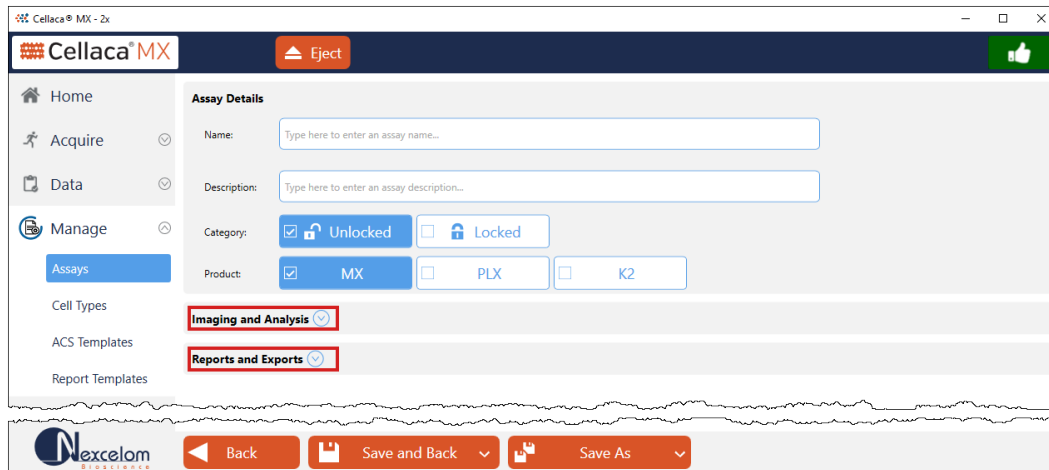 Cellaca® MX - 2x
Cellaca® MX
Eject
Home
Assay Details
Acquire
Name:
Type here to enter an assay name...
Data
Description:
Type here to enter an assay description...
Manage
Category:
Unlocked
Locked
Assays
Product:
MX
PLX
K2
Cell Types
Imaging and Analysis
ACS Templates
Reports and Exports
Report Templates
Nexcelom
Bioscience
Back
Save and Back
Save As